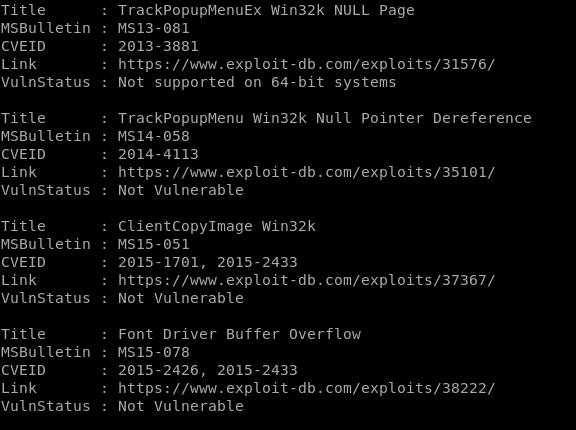 Title      : TrackPopupMenuEx Win32k NULL Page
MSBulletin : MS13-081
CVEID      : 2013-3881
Link       : https://www.exploit-db.com/exploits/31576/
VulnStatus : Not supported on 64-bit systems

Title      : TrackPopupMenu Win32k Null Pointer Dereference
MSBulletin : MS14-058
CVEID      : 2014-4113
Link       : https://www.exploit-db.com/exploits/35101/
VulnStatus : Not Vulnerable

Title      : ClientCopyImage Win32k
MSBulletin : MS15-051
CVEID      : 2015-1701, 2015-2433
Link       : https://www.exploit-db.com/exploits/37367/
VulnStatus : Not Vulnerable

Title      : Font Driver Buffer Overflow
MSBulletin : MS15-078
CVEID      : 2015-2426, 2015-2433
Link       : https://www.exploit-db.com/exploits/38222/
VulnStatus : Not Vulnerable